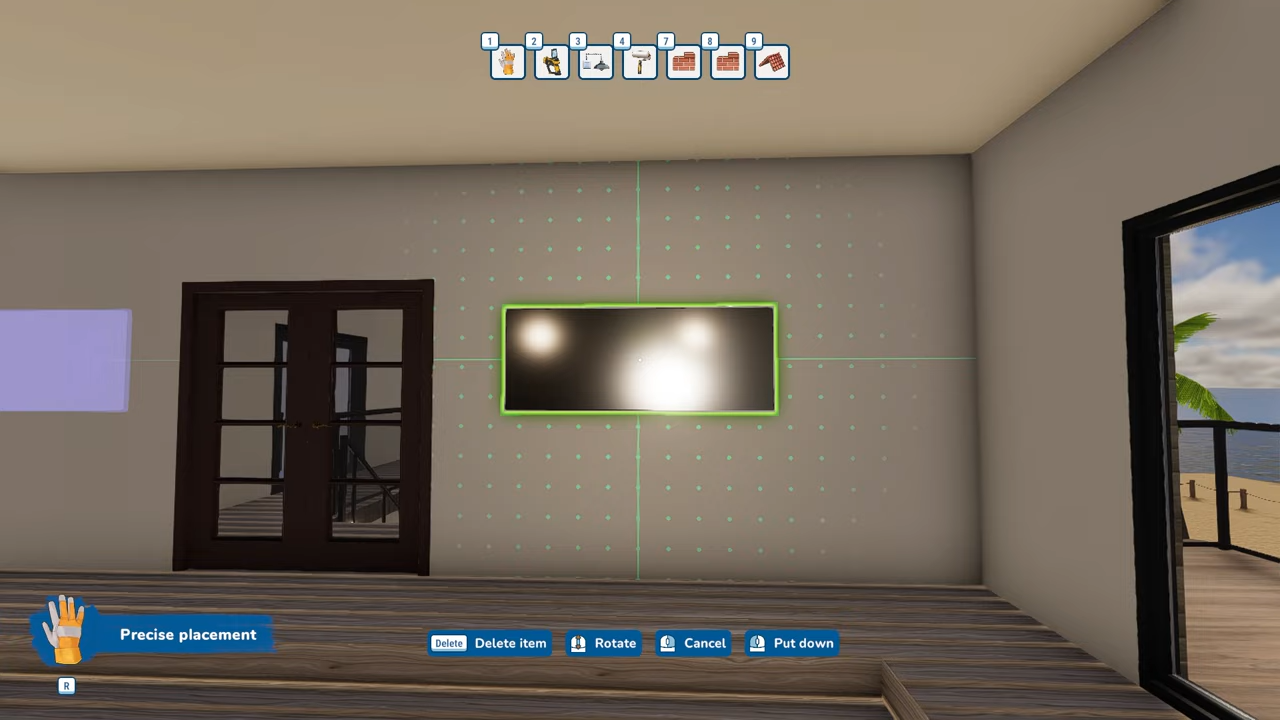 1 2 3 4 7 8 9
Precise placement
Delete Delete item Rotate Cancel Put down
R